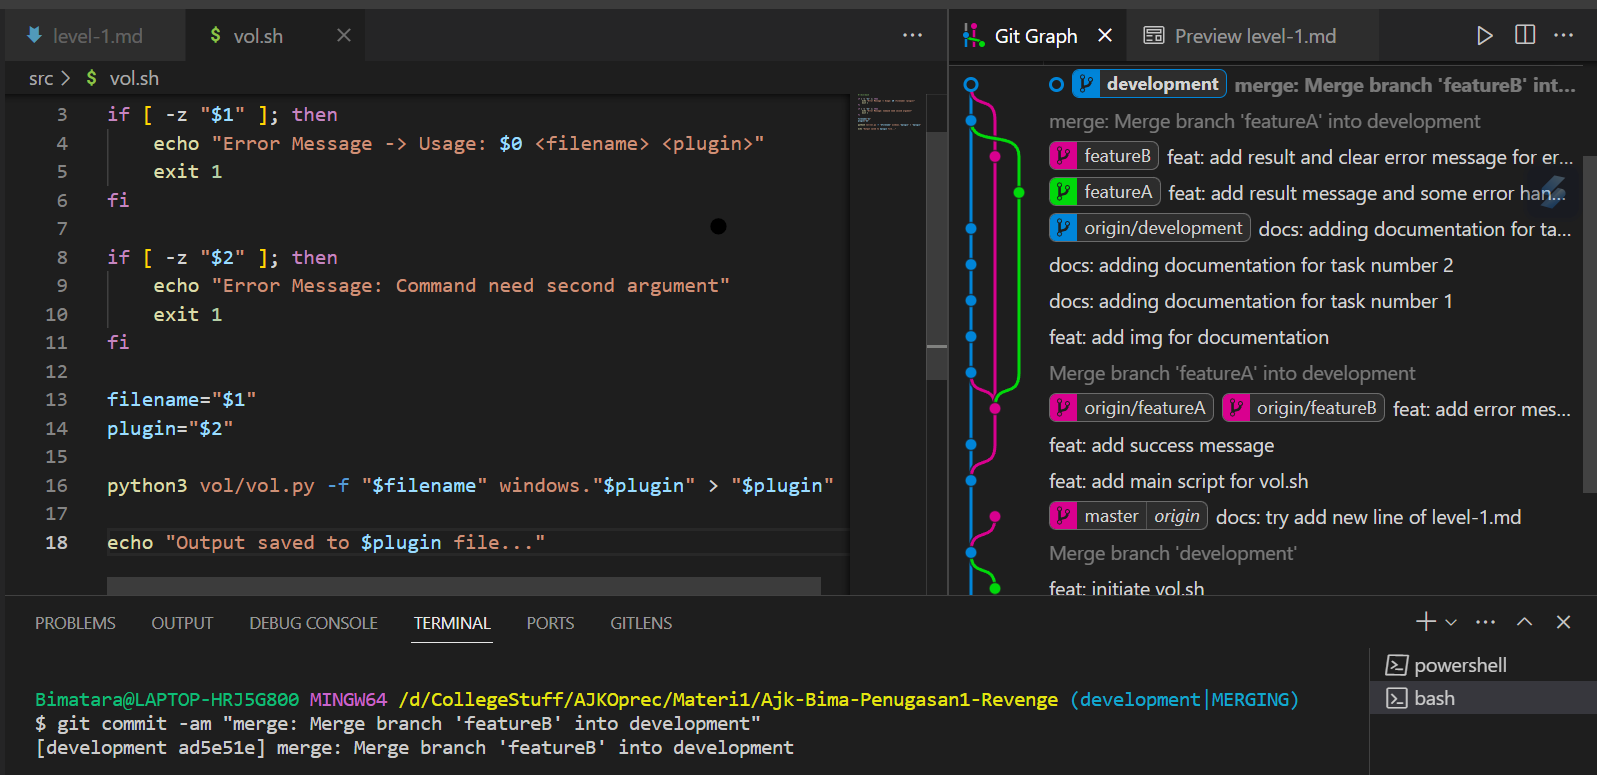 level-1.md
$ vol.sh
src > $ vol.sh
3 if [ -z "$1" ]; then
4 echo "Error Message -> Usage: $0 <filename> <plugin>"
5 exit 1
6 fi
7
8 if [ -z "$2" ]; then
9 echo "Error Message: Command need second argument"
10 exit 1
11 fi
12
13 filename="$1"
14 plugin="$2"
15
16 python3 vol/vol.py -f "$filename" windows."$plugin" > "$plugin"
17
18 echo "Output saved to $plugin file..."
Git Graph
Preview level-1.md
development merge: Merge branch 'featureB' int...
merge: Merge branch 'featureA' into development
featureB feat: add result and clear error message for er...
featureA feat: add result message and some error han...
origin/development docs: adding documentation for ta...
docs: adding documentation for task number 2
docs: adding documentation for task number 1
feat: add img for documentation
Merge branch 'featureA' into development
origin/featureA origin/featureB feat: add error mes...
feat: add success message
feat: add main script for vol.sh
master origin docs: try add new line of level-1.md
Merge branch 'development'
feat: initiate vol.sh
PROBLEMS OUTPUT DEBUG CONSOLE TERMINAL PORTS GITLENS
Bimatara@LAPTOP-HRJ5G800 MINGW64 /d/CollegeStuff/AJKOprec/Materi1/Ajk-Bima-Penugasan1-Revenge (development|MERGING)
$ git commit -am "merge: Merge branch 'featureB' into development"
[development ad5e51e] merge: Merge branch 'featureB' into development
powershell
bash